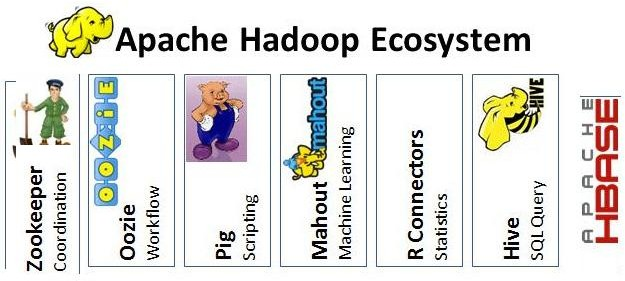 Apache Hadoop Ecosystem
Zookeeper
Coordination
OOZIE
Oozie
Workflow
Pig
Scripting
mahout
Mahout
Machine Learning
R Connectors
Statistics
HIVE
Hive
SQL Query
APACHE
HBASE